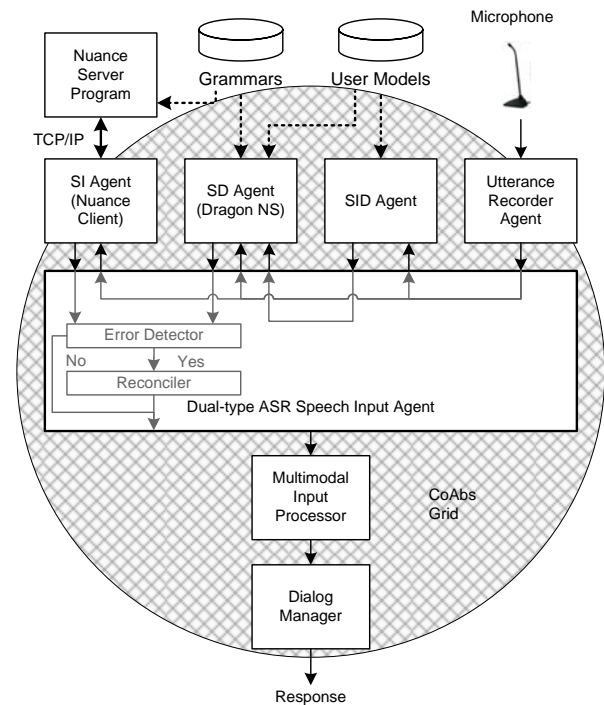 Microphone
Nuance
Server
Program
Grammars
User Models
TCP/IP
SI Agent
(Nuance
Client)
SD Agent
(Dragon NS)
SID Agent
Utterance
Recorder
Agent
Error Detector
No
Yes
Reconciler
Dual-type ASR Speech Input Agent
Multimodal
Input
Processor
CoAbs
Grid
Dialog
Manager
Response